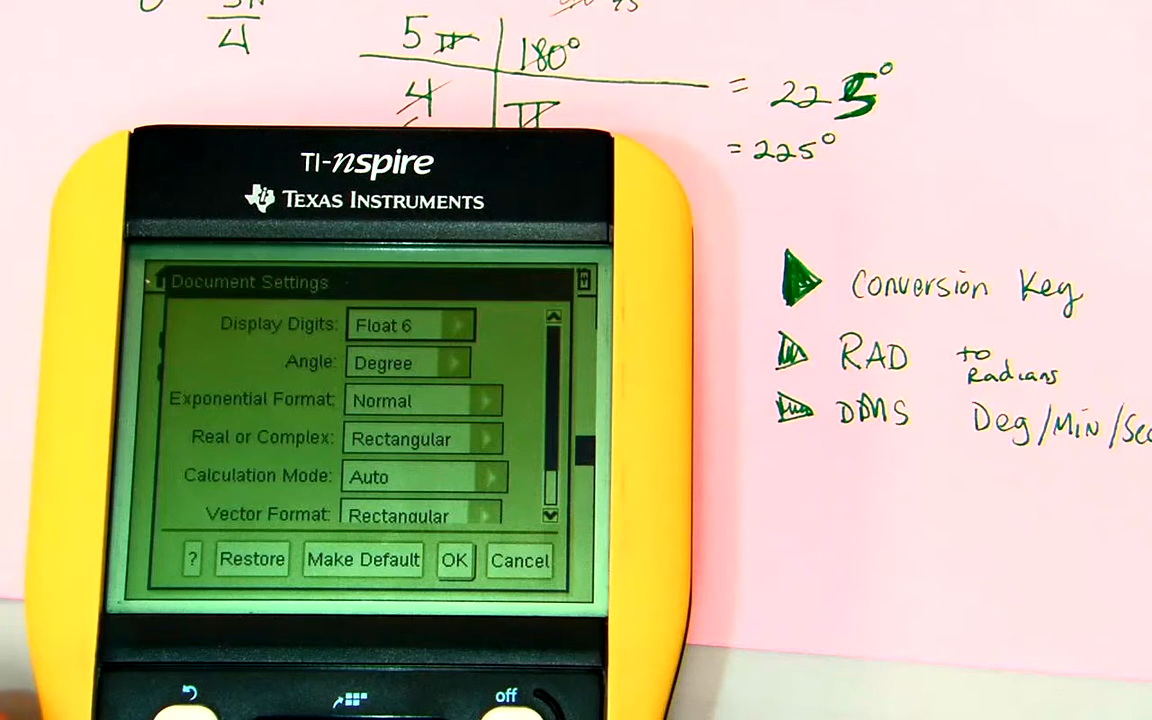 5π 180°
4 π
4
= 225°
= 225°
TI-nspire
TEXAS INSTRUMENTS
Document Settings
Display Digits: Float 6
Angle: Degree
Exponential Format: Normal
Real or Complex: Rectangular
Calculation Mode: Auto
Vector Format: Rectangular
? Restore Make Default OK Cancel
off
Conversion Key
RAD to Radians
DMS Deg/Min/Sec